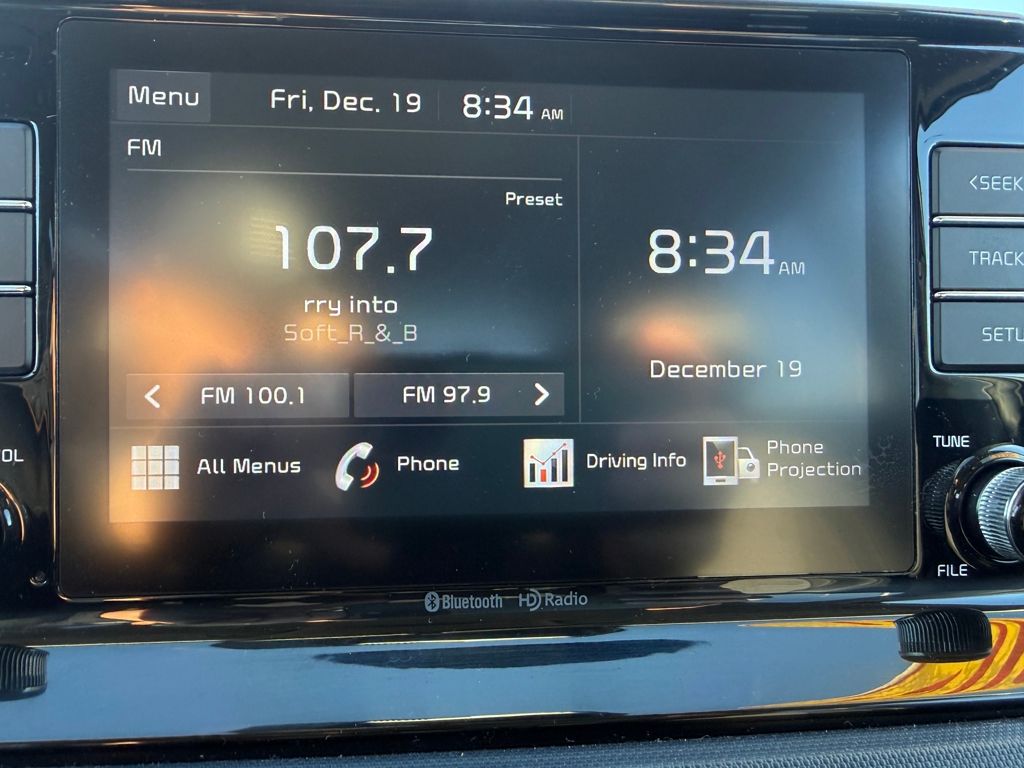 Menu Fri, Dec. 19 8:34 AM
FM
Preset
107.7
8:34 AM
rry into
Soft_R_&_B
December 19
FM 100.1 FM 97.9
All Menus Phone Driving Info Phone Projection
<SEEK
TRACK
SETU
OL
TUNE
FILE
Bluetooth HD Radio